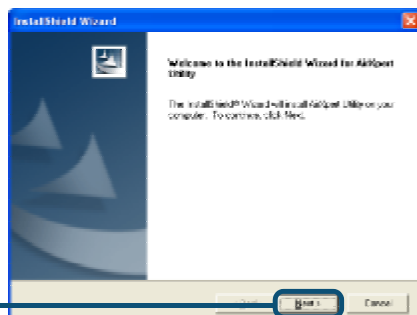 InstallShield Wizard
Welcome to the InstallShield Wizard for AirXpert
Utility
The InstallShield® Wizard will install AirXpert Utility on your
computer. To continue, click Next.
Next >
Cancel